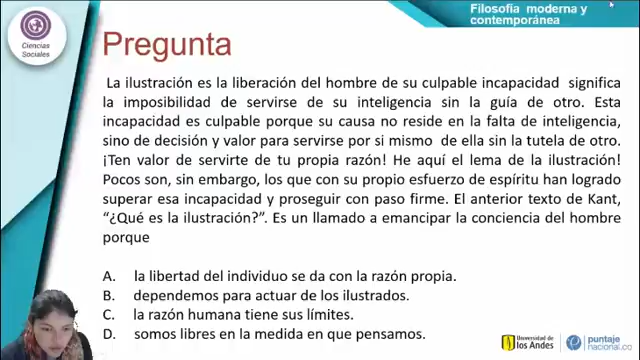 Filosofia moderna y
contemporánea
Ciencias
Sociales
Pregunta
La ilustración es la liberación del hombre de su culpable incapacidad significa
la imposibilidad de servirse de su inteligencia sin la guía de otro. Esta
incapacidad es culpable porque su causa no reside en la falta de inteligencia,
sino de decisión y valor para servirse por si mismo de ella sin la tutela de otro.
¡Ten valor de servirte de tu propia razón! He aquí el lema de la ilustración!
Pocos son, sin embargo, los que con su propio esfuerzo de espíritu han logrado
superar esa incapacidad y proseguir con paso firme. El anterior texto de Kant,
“¿Qué es la ilustración?”. Es un llamado a emancipar la conciencia del hombre
porque
A. la libertad del individuo se da con la razón propia.
B. dependemos para actuar de los ilustrados.
C. la razón humana tiene sus límites.
D. somos libres en la medida en que pensamos.
Universidad de
los Andes
puntaje
nacional.co